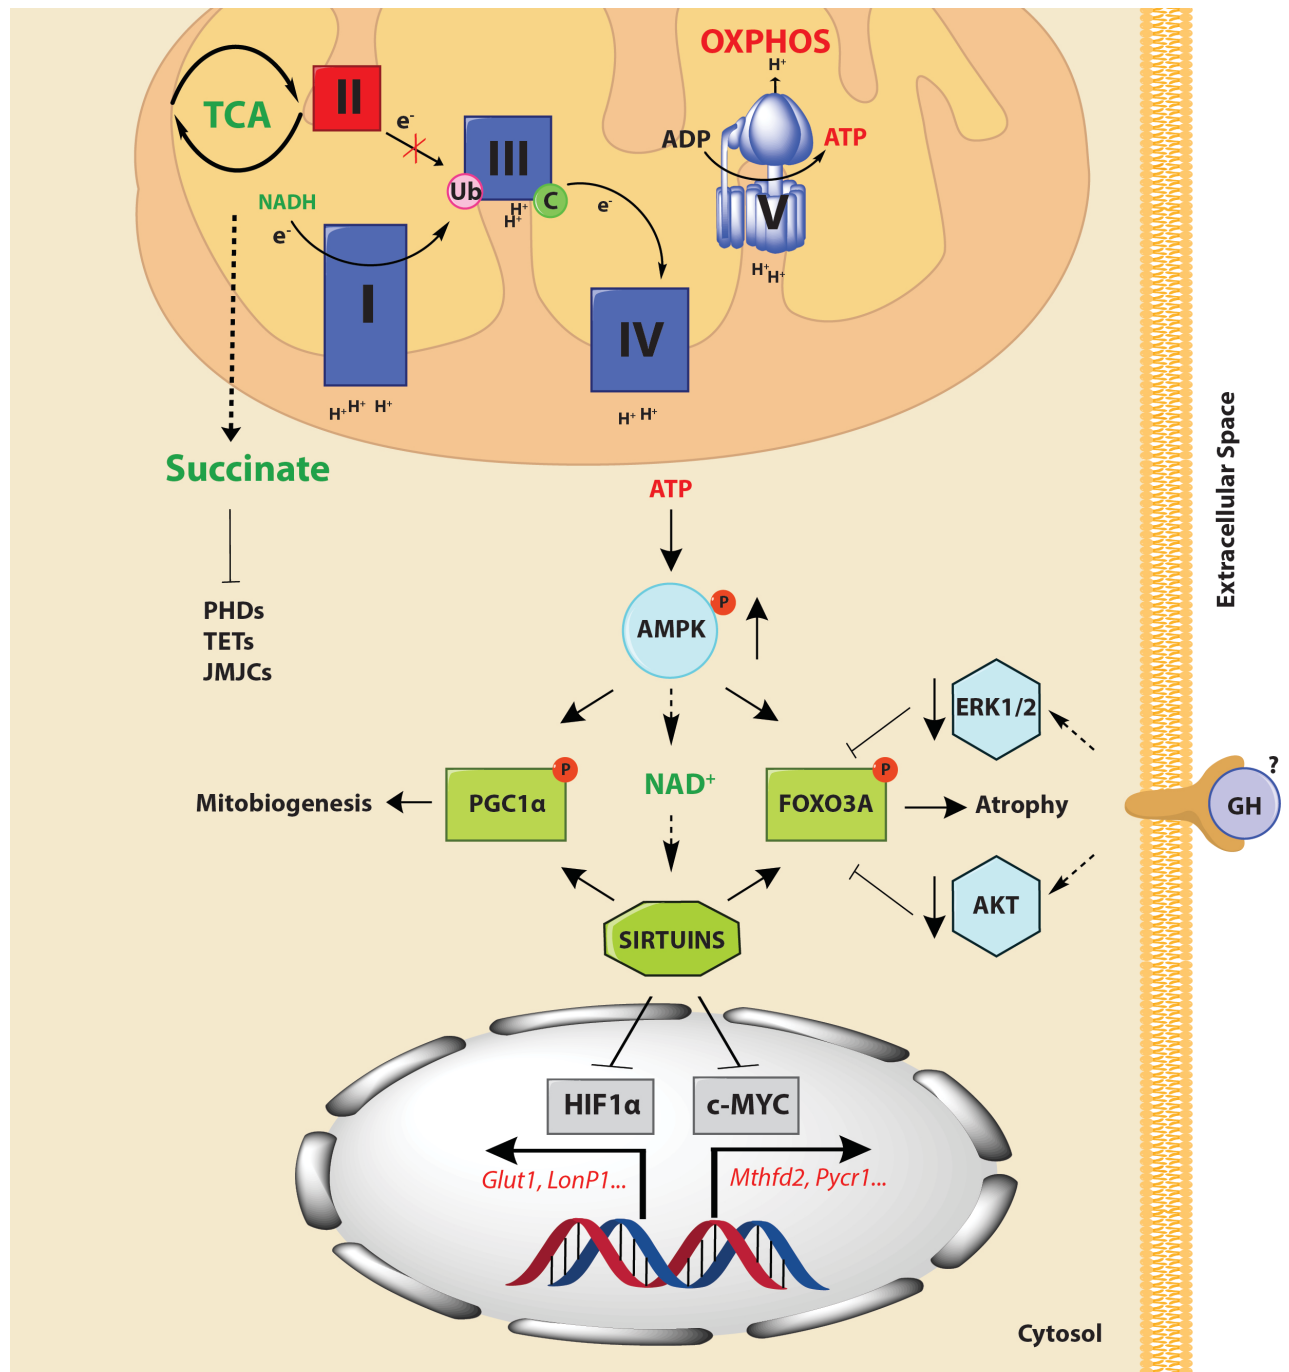 OXPHOS
H⁺
II
TCA
e⁻
III
ADP
ATP
Ub
C
NADH
H⁺
H⁺
e⁻
V
e⁻
I
H⁺
H⁺
IV
H⁺
H⁺
H⁺
H⁺
H⁺
Succinate
ATP
Extracellular Space
PHDs
TETs
JMJCs
P
AMPK
ERK1/2
P
P
?
NAD⁺
Mitobiogenesis
PGC1α
FOXO3A
Atrophy
GH
AKT
SIRTUINS
HIF1α
c-MYC
Glut1, LonP1...
Mthfd2, Pycr1...
Cytosol